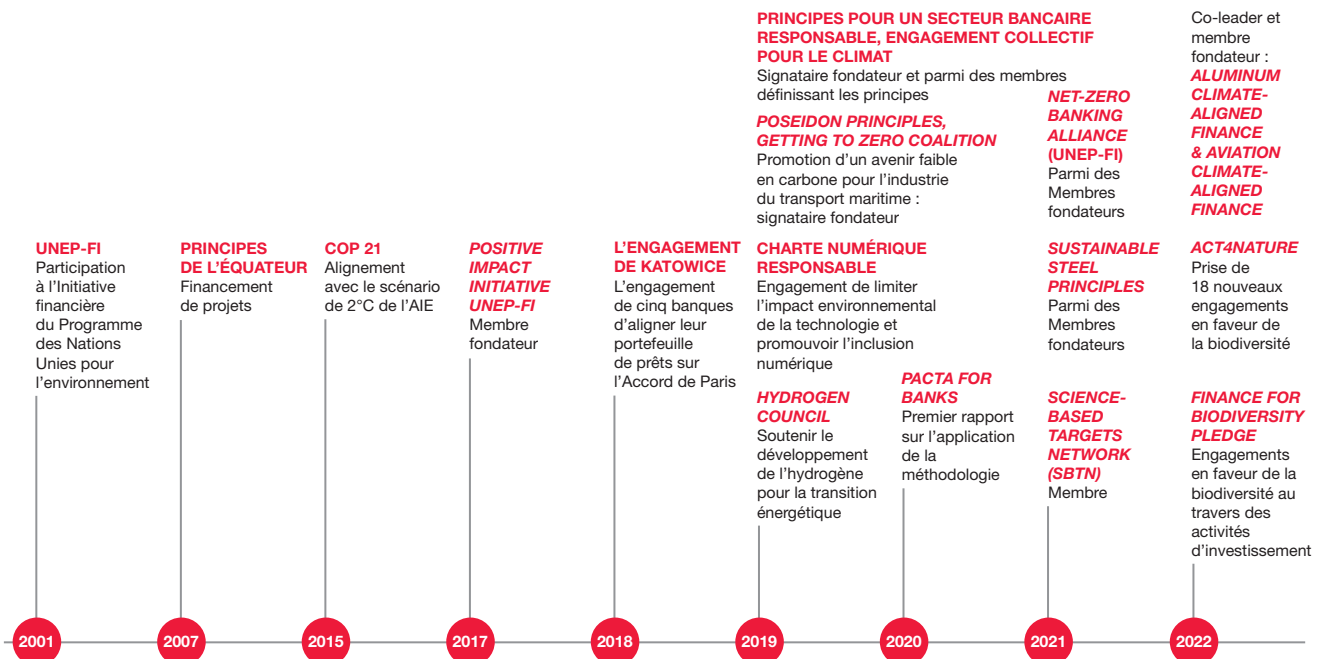 UNEP-FI
Participation
à l’Initiative
financière
du Programme
des Nations
Unies pour
l’environnement
2001
PRINCIPES
DE L’ÉQUATEUR
Financement
de projets
2007
COP 21
Alignement
avec le scénario
de 2°C de l’AIE
2015
POSITIVE
IMPACT
INITIATIVE
UNEP-FI
Membre
fondateur
2017
L’ENGAGEMENT
DE KATOWICE
L’engagement
de cinq banques
d’aligner leur
portefeuille
de prêts sur
l’Accord de Paris
2018
PRINCIPES POUR UN SECTEUR BANCAIRE
RESPONSABLE, ENGAGEMENT COLLECTIF
POUR LE CLIMAT
Signataire fondateur et parmi des membres
définissant les principes
POSEIDON PRINCIPLES,
GETTING TO ZERO COALITION
Promotion d’un avenir faible
en carbone pour l’industrie
du transport maritime :
signataire fondateur
CHARTE NUMÉRIQUE
RESPONSABLE
Engagement de limiter
l’impact environnemental
de la technologie et
promouvoir l’inclusion
numérique
HYDROGEN
COUNCIL
Soutenir le
développement
de l’hydrogène
pour la transition
énergétique
2019
PACTA FOR
BANKS
Premier rapport
sur l’application
de la
méthodologie
2020
NET-ZERO
BANKING
ALLIANCE
(UNEP-FI)
Parmi des
Membres
fondateurs
SUSTAINABLE
STEEL
PRINCIPLES
Parmi des
Membres
fondateurs
SCIENCE-
BASED
TARGETS
NETWORK
(SBTN)
Membre
2021
Co-leader et
membre
fondateur :
ALUMINUM
CLIMATE-
ALIGNED
FINANCE
& AVIATION
CLIMATE-
ALIGNED
FINANCE
ACT4NATURE
Prise de
18 nouveaux
engagements
en faveur de
la biodiversité
FINANCE FOR
BIODIVERSITY
PLEDGE
Engagements
en faveur de la
biodiversité au
travers des
activités
d’investissement
2022